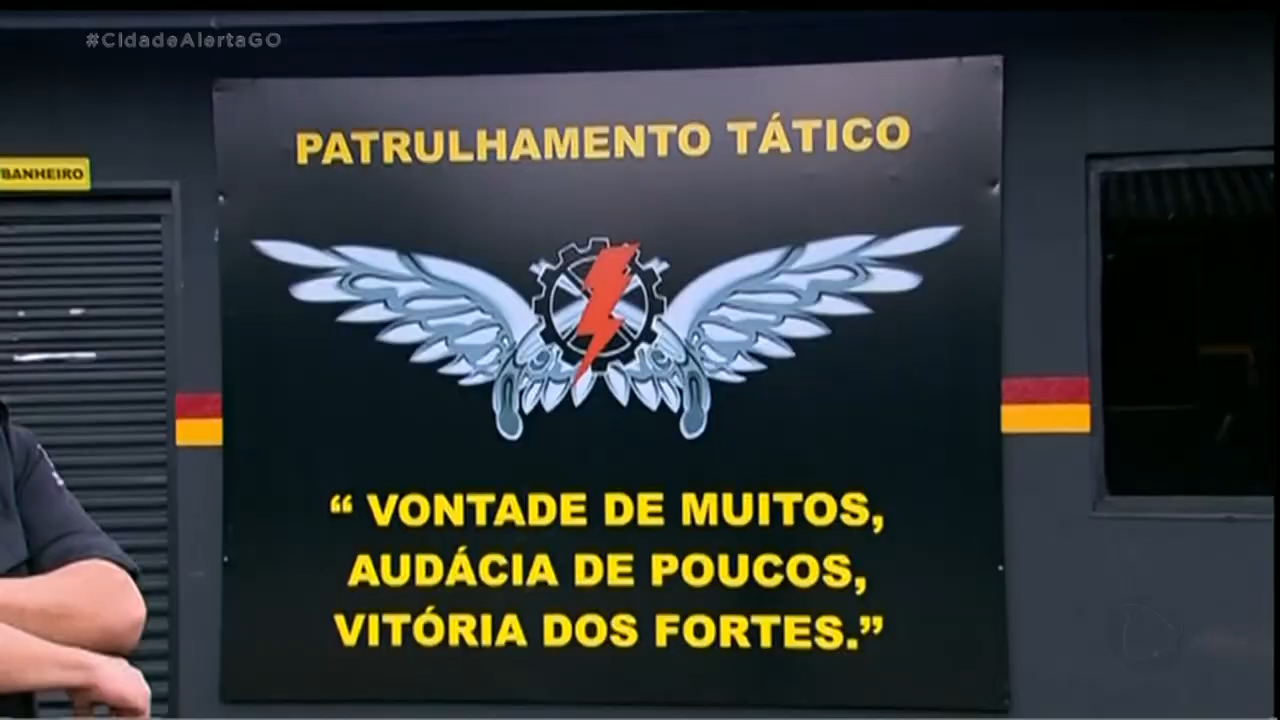 #CidadeAlertaGO
PATRULHAMENTO TÁTICO
BANHEIRO
“ VONTADE DE MUITOS,
AUDÁCIA DE POUCOS,
VITÓRIA DOS FORTES.”